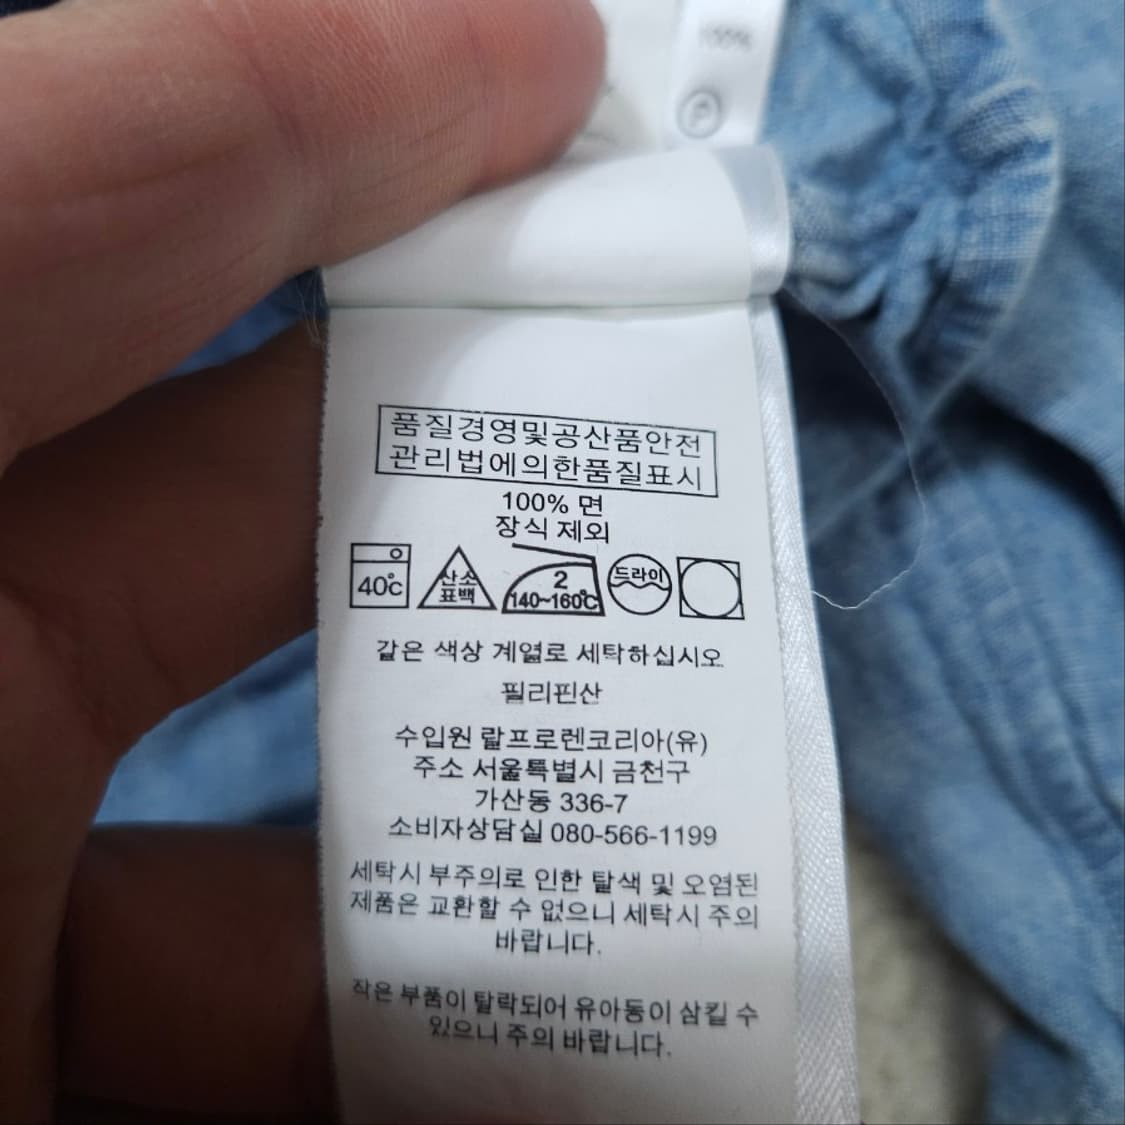 100%
P
품질경영및공산품안전
관리법에의한품질표시
100% 면
장식 제외
40℃
산소
표백
2
140~160℃
드라이
같은 색상 계열로 세탁하십시오
필리핀산
수입원 랄프로렌코리아(유)
주소 서울특별시 금천구
가산동 336-7
소비자상담실 080-566-1199
세탁시 부주의로 인한 탈색 및 오염된
제품은 교환할 수 없으니 세탁시 주의
바랍니다.
작은 부품이 탈락되어 유아동이 삼킬 수
있으니 주의 바랍니다.